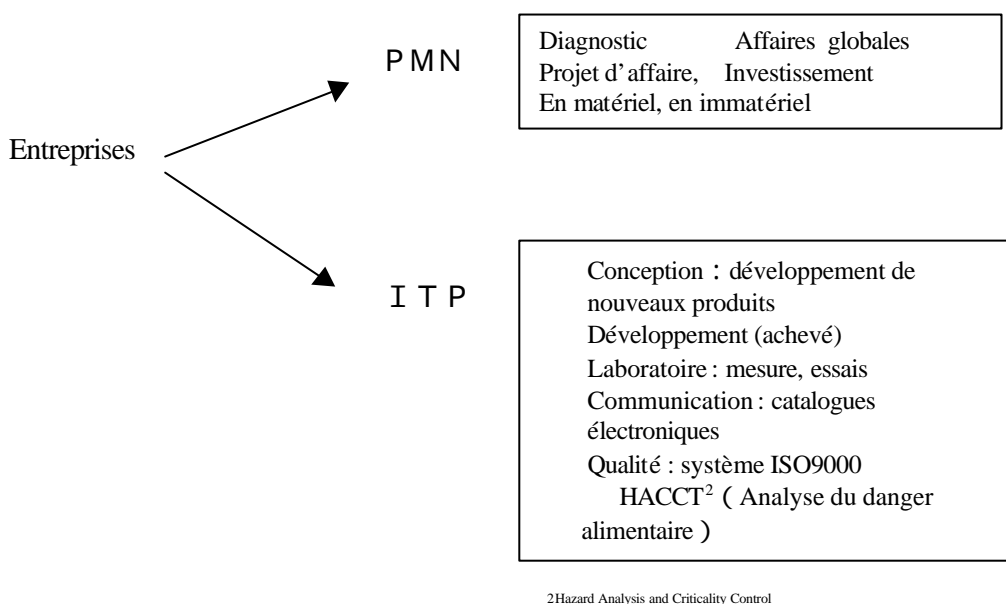 PMN
Diagnostic Affaires globales
Projet d'affaire, Investissement
En matériel, en immatériel
Entreprises
ITP
Conception : développement de
nouveaux produits
Développement (achevé)
Laboratoire : mesure, essais
Communication : catalogues
électroniques
Qualité : système ISO9000
HACCT² ( Analyse du danger
alimentaire )
2Hazard Analysis and Criticality Control